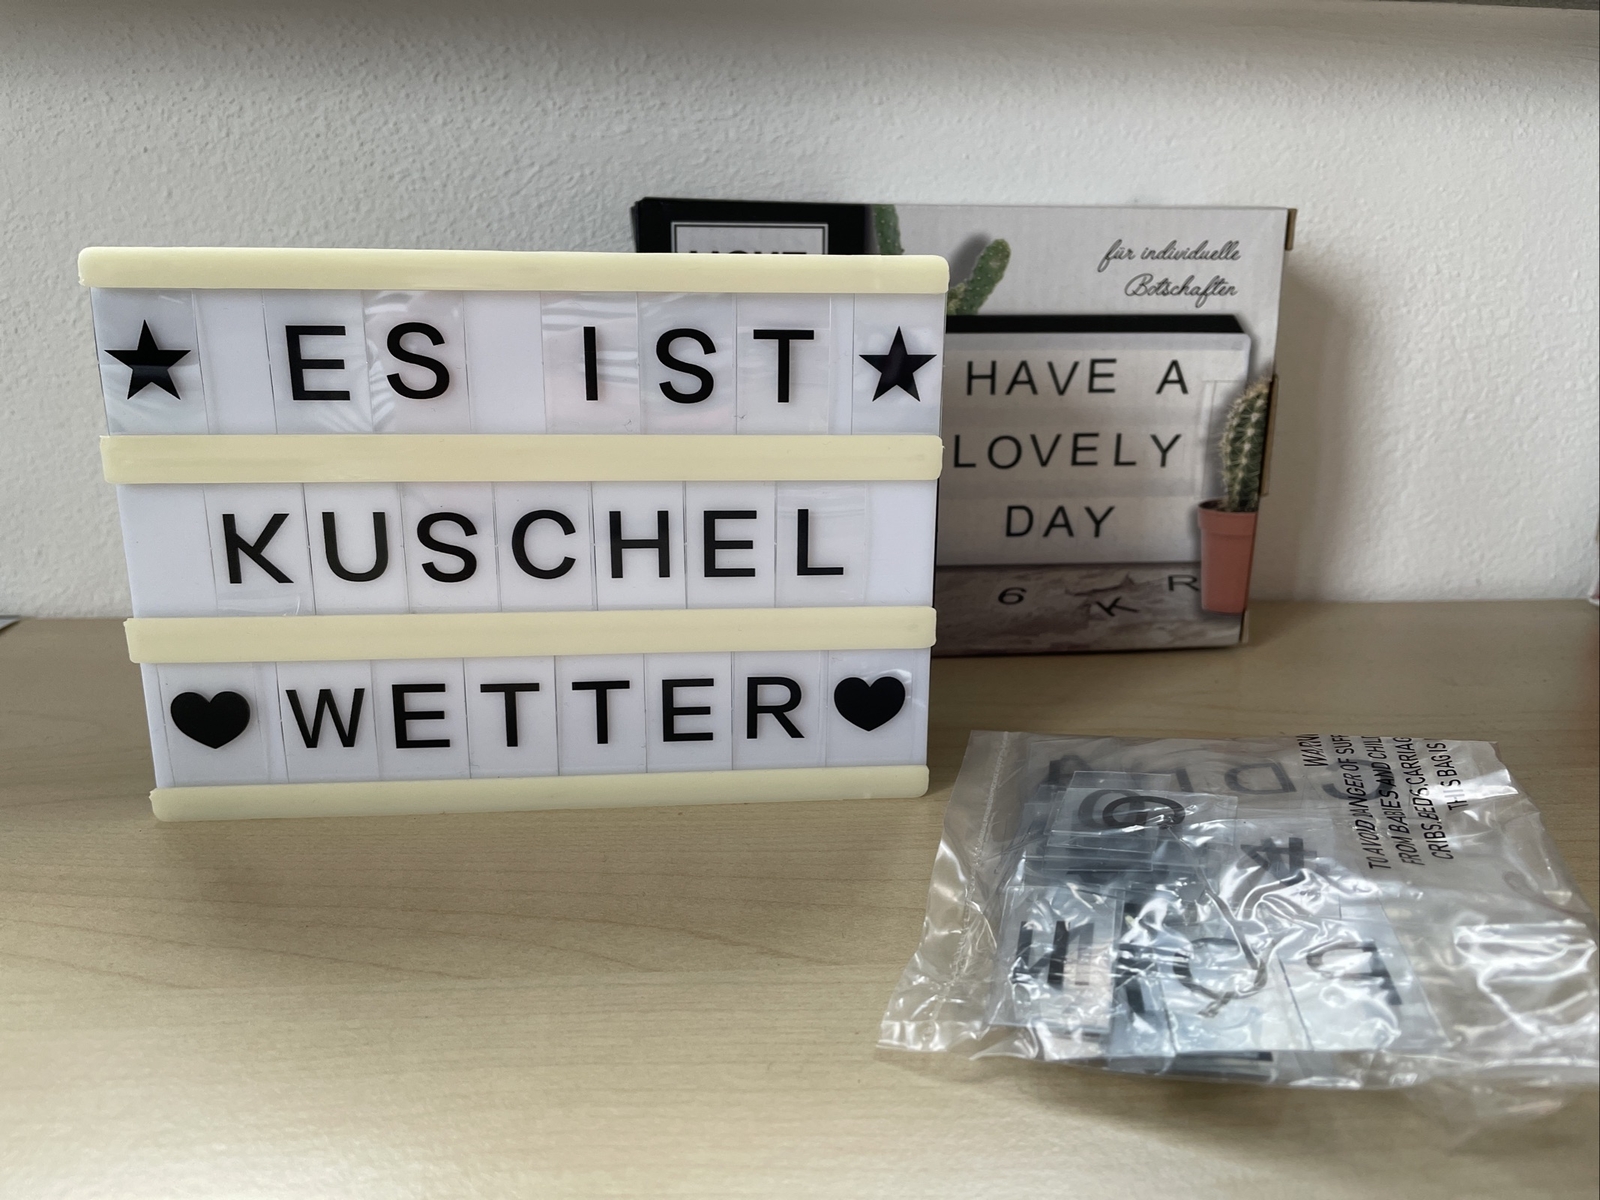 ★ ES IST ★
KUSCHEL
♥ WETTER ♥
für individuelle
Botschaften
HAVE A
LOVELY
DAY
6 K R
TO AVOID DANGER OF SUFF
FROM BABIES AND CHIL
CRIBS, BEDS, CARRIAG
THIS BAG IS